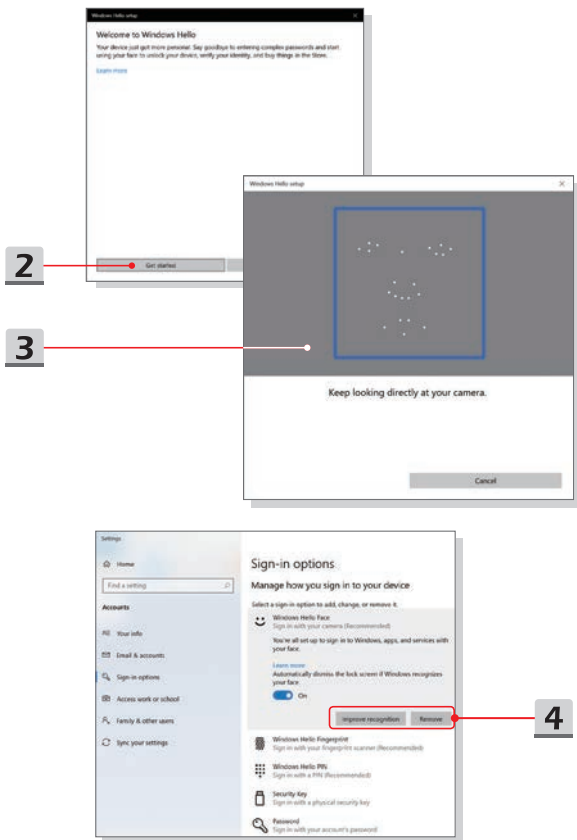 Windows Hello setup
Welcome to Windows Hello
Your device just got more personal. Say goodbye to entering complex passwords and start
using your face to unlock your device, verify your identity, and buy things in the Store.
Learn more
2
Get started
Windows Hello setup
3
Keep looking directly at your camera.
Cancel
Settings
Home
Find a setting
Accounts
Your info
Email & accounts
Sign-in options
Access work or school
Family & other users
Sync your settings
Sign-in options
Manage how you sign in to your device
Select a sign-in option to add, change, or remove it.
Windows Hello Face
Sign in with your camera (Recommended)
You're all set up to sign in to Windows, apps, and services with
your face.
Learn more
Automatically dismiss the lock screen if Windows recognizes
your face
On
Improve recognition Remove
4
Windows Hello Fingerprint
Sign in with your fingerprint scanner (Recommended)
Windows Hello PIN
Sign in with a PIN (Recommended)
Security Key
Sign in with a physical security key
Password
Sign in with your account's password